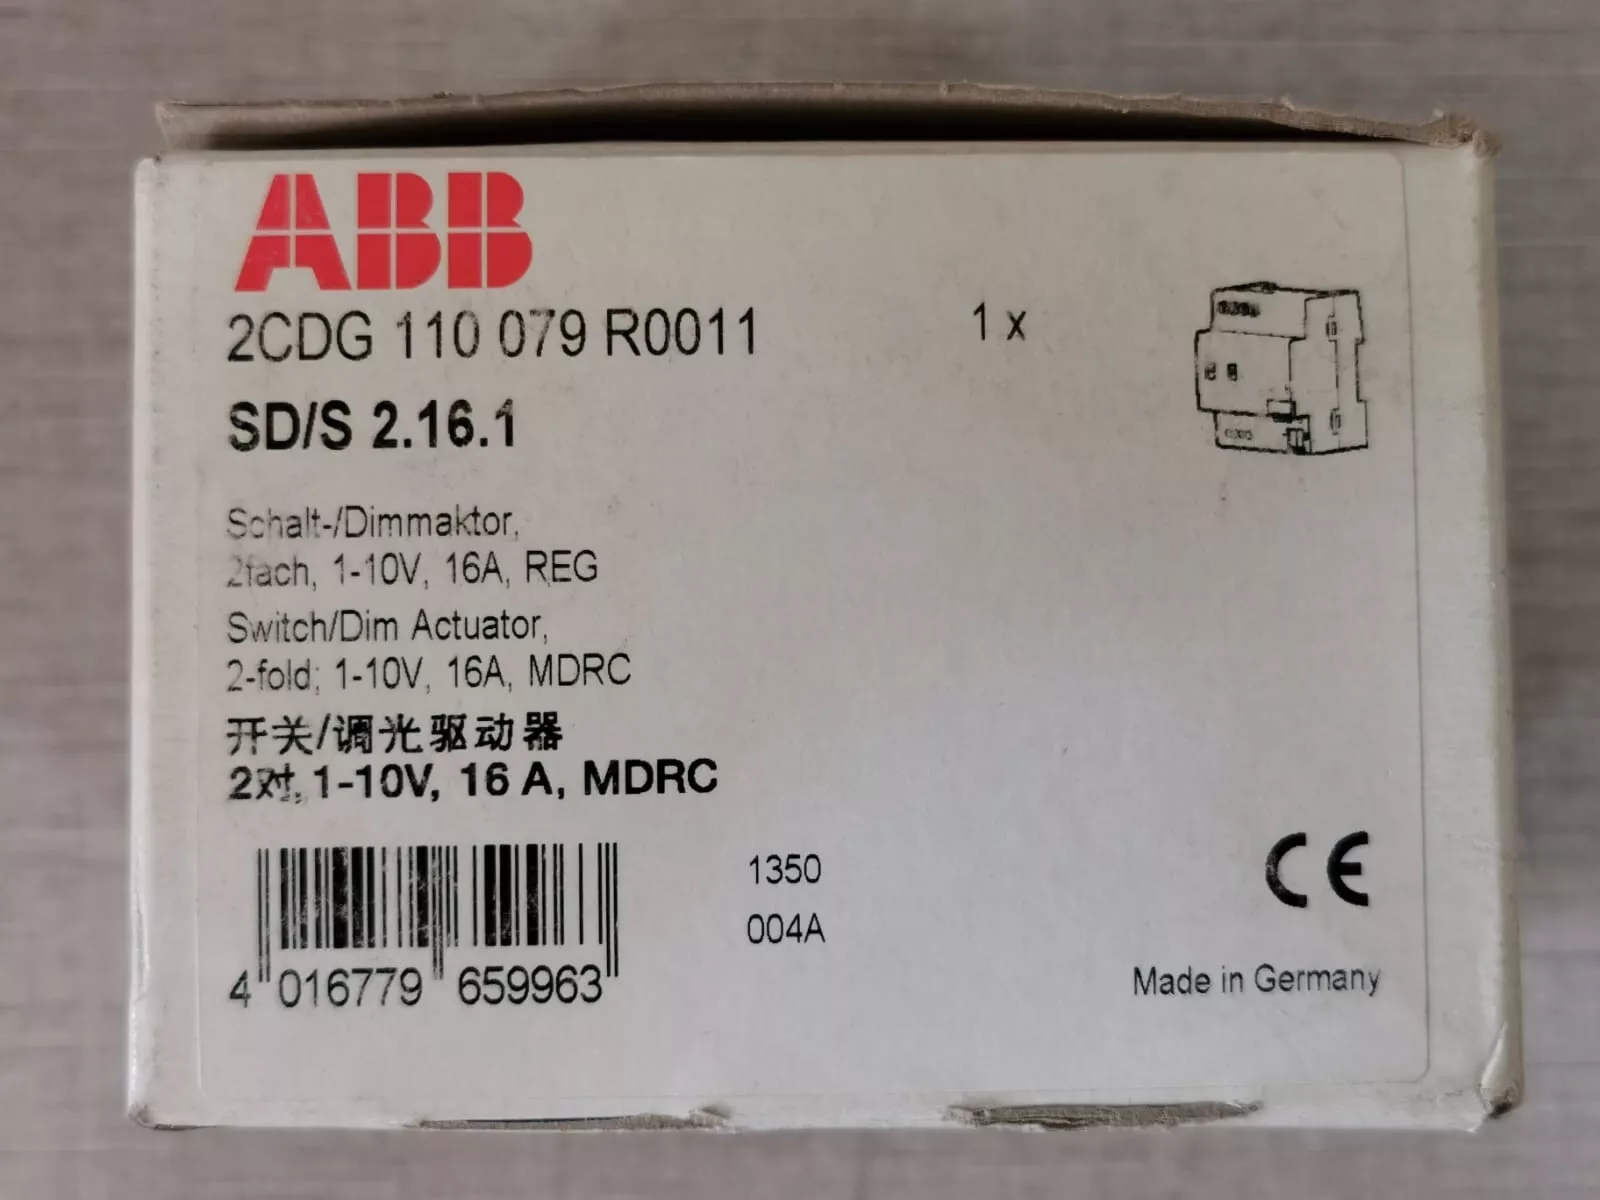 ABB
2CDG 110 079 R0011
1 x
SD/S 2.16.1
Schalt-/Dimmaktor,
2fach, 1-10V, 16A, REG
Switch/Dim Actuator,
2-fold; 1-10V, 16A, MDRC
开关/调光驱动器
2对, 1-10V, 16 A, MDRC
1350
004A
CE
4 016779 659963
Made in Germany